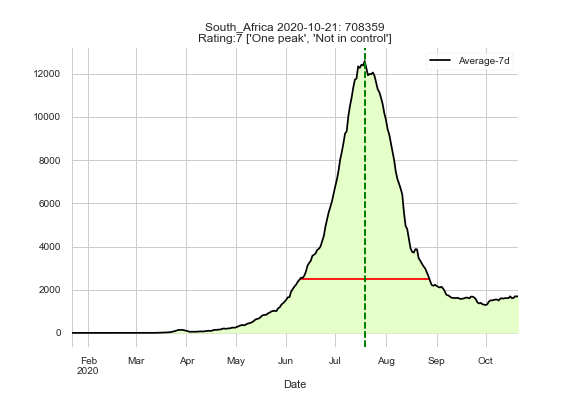 South_Africa 2020-10-21: 708359
Rating:7 ['One peak', 'Not in control']
Average-7d
12000
10000
8000
6000
4000
2000
0
Feb Mar Apr May Jun Jul Aug Sep Oct
2020
Date